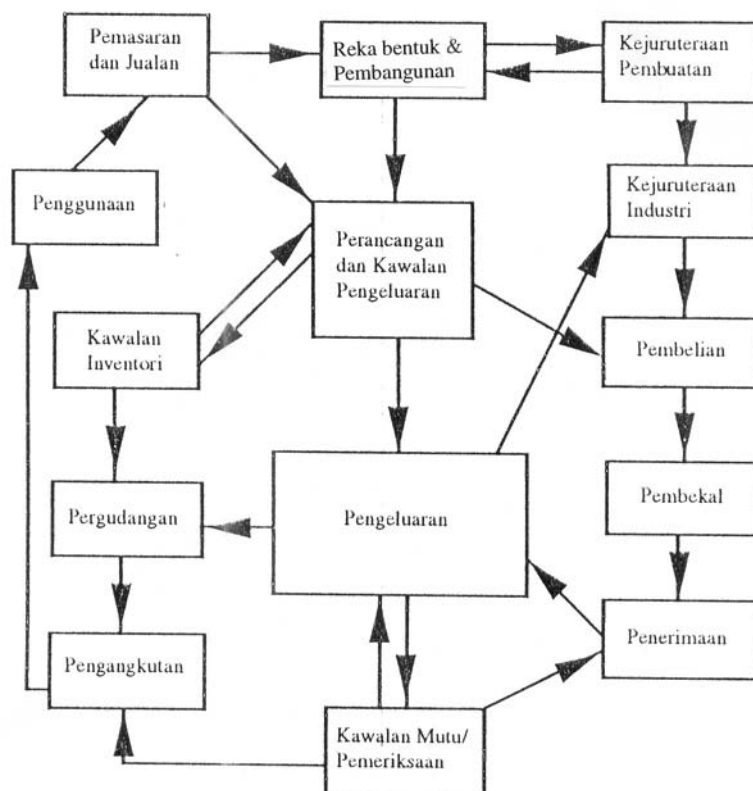 Pemasaran
dan Jualan
Reka bentuk &
Pembangunan
Kejuruteraan
Pembuatan
Penggunaan
Kejuruteraan
Industri
Perancangan
dan Kawalan
Pengeluaran
Kawalan
Inventori
Pembelian
Pergudangan
Pengeluaran
Pembekal
Pengangkutan
Penerimaan
Kawalan Mutu/
Pemeriksaan